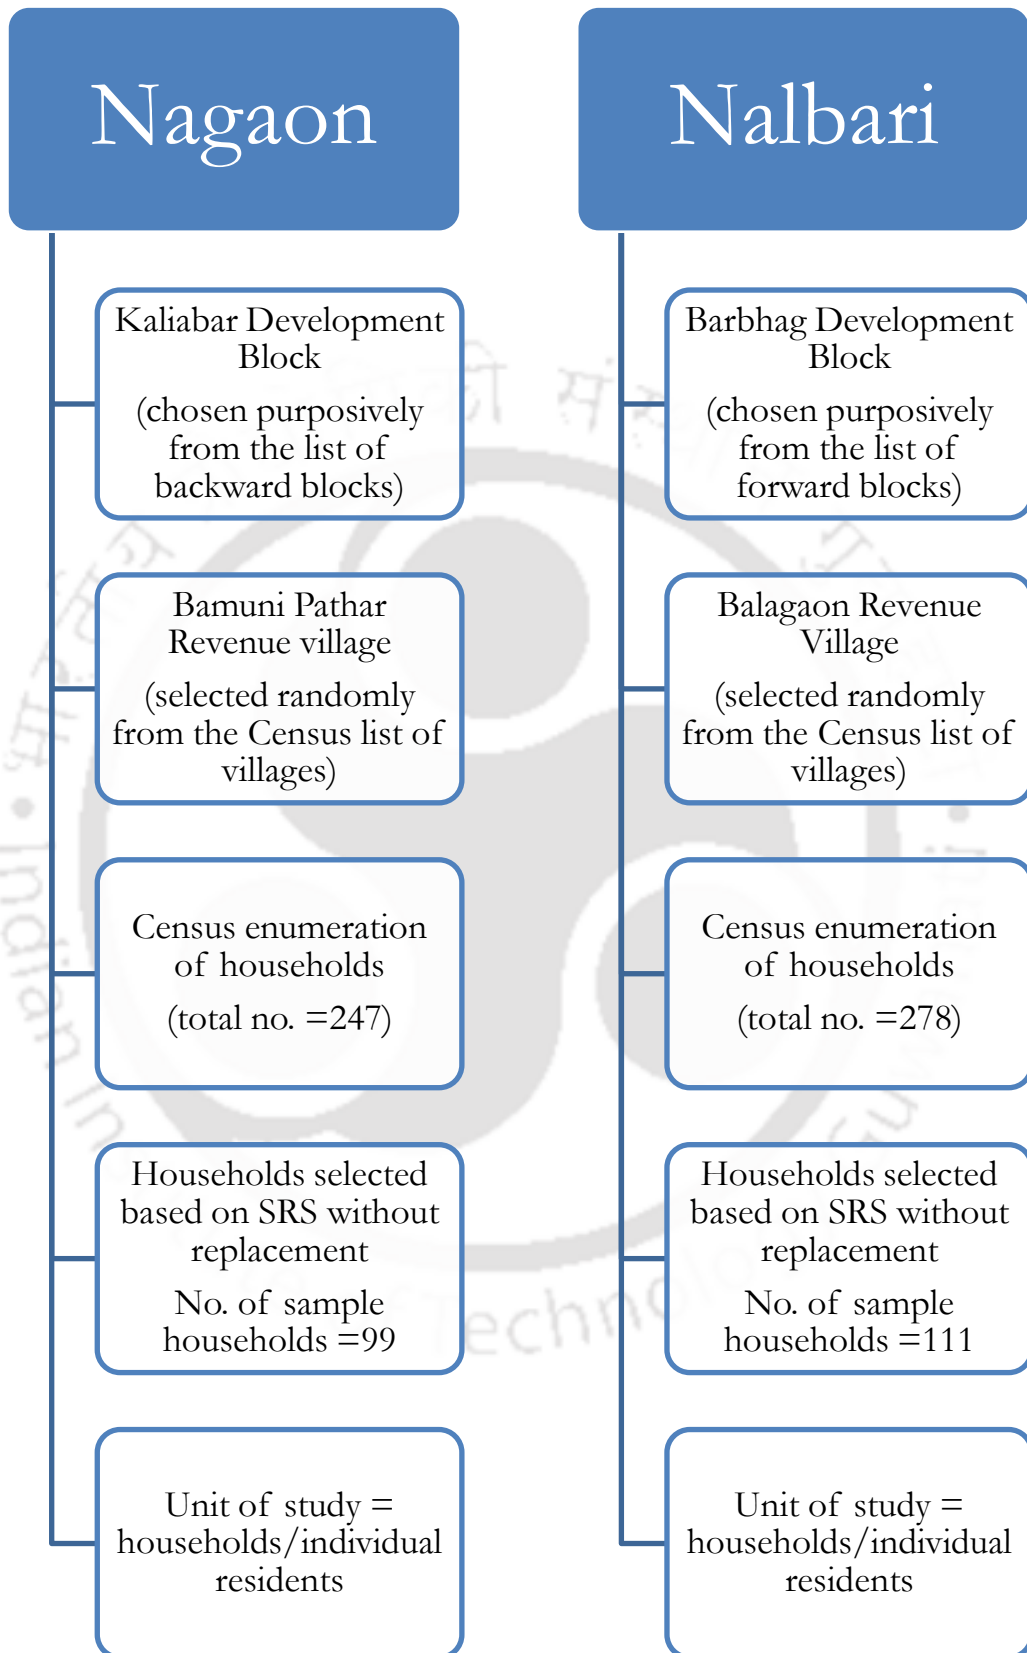 Nagaon
Kaliabar Development
Block
(chosen purposively
from the list of
backward blocks)
Bamuni Pathar
Revenue village
(selected randomly
from the Census list of
villages)
Census enumeration
of households
(total no. =247)
Households selected
based on SRS without
replacement
No. of sample
households =99
Unit of study =
households/individual
residents
Nalbari
Barbhag Development
Block
(chosen purposively
from the list of
forward blocks)
Balagaon Revenue
Village
(selected randomly
from the Census list of
villages)
Census enumeration
of households
(total no. =278)
Households selected
based on SRS without
replacement
No. of sample
households =111
Unit of study =
households/individual
residents
Indian
Technolo